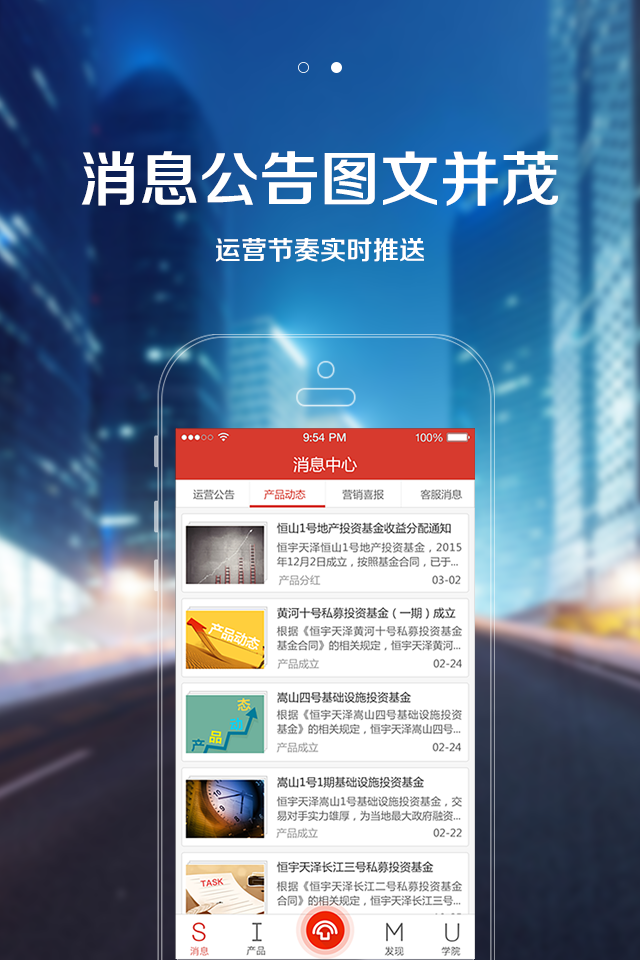 消息公告图文并茂
运营节奏实时推送
9:54 PM
100%
消息中心
运营公告
产品动态
营销喜报
客服消息
恒山1号地产投资基金收益分配通知
恒宇天泽恒山1号地产投资基金，2015
年12月2日成立，按照基金合同，已于...
产品分红
03-02
产品动态
黄河十号私募投资基金（一期）成立
根据《恒宇天泽黄河十号私募投资基金
基金合同》的相关规定，恒宇天泽黄河...
产品成立
02-24
产品立态
嵩山四号基础设施投资基金
根据《恒宇天泽嵩山四号基础设施投资
基金》的相关规定，恒宇天泽嵩山四号...
产品成立
02-24
嵩山1号1期基础设施投资基金
恒宇天泽嵩山1号基础设施投资基金，交
易对手实力雄厚，为当地最大政府融资...
产品成立
02-22
TASK
恒宇天泽长江三号私募投资基金
根据《恒宇天泽长江二号私募投资基金
基金合同》的相关规定，恒宇天泽长江三号...
S
I
M
U
消息
产品
发现
学院